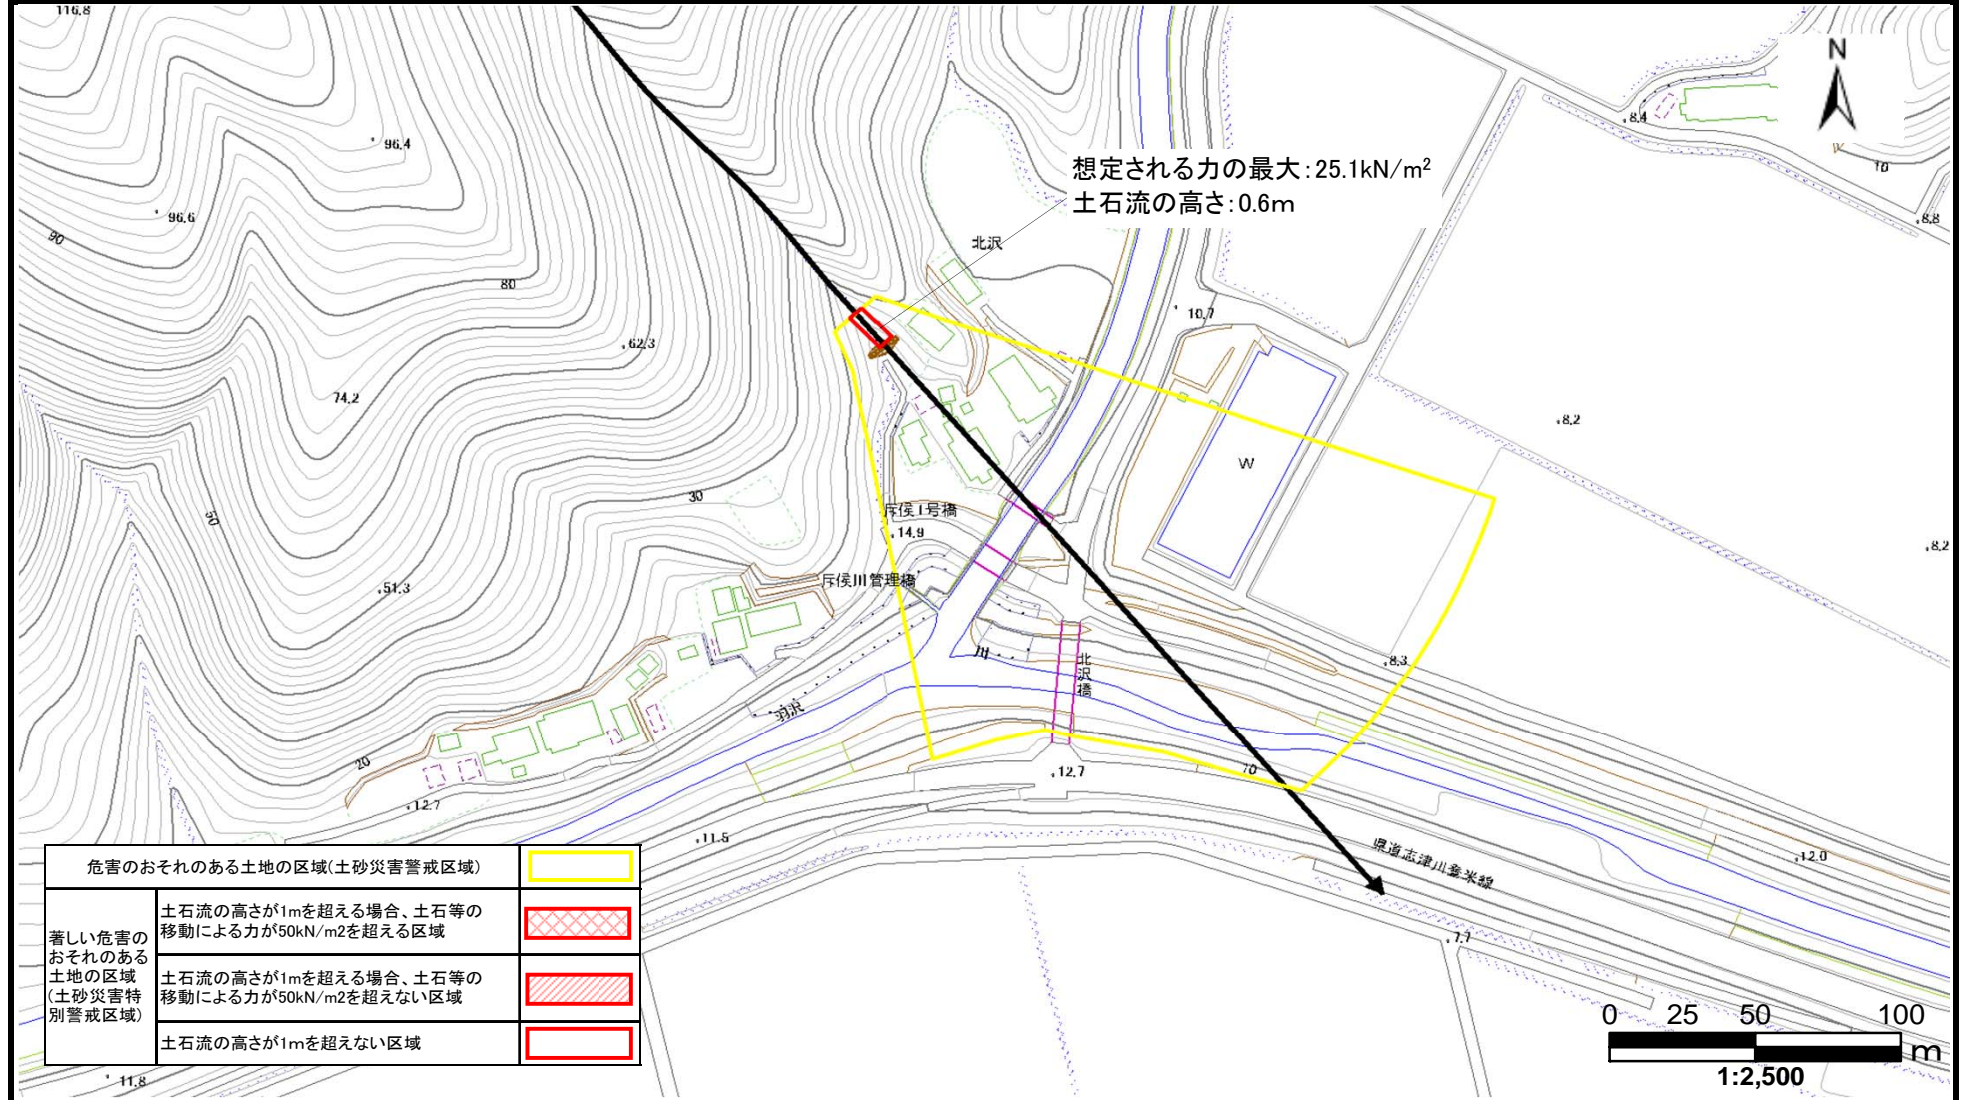 116.8
N
96.4
8.4
10
8.8
96.6
90
80
想定される力の最大：25.1kN/m2
土石流の高さ：0.6m
北沢
10.7
62.3
74.2
8.2
W
30
50
斥候1号橋
14.9
8.2
斥候川管理橋
51.3
川
北沢橋
8.3
羽沢
20
12.7
12.7
10
11.5
県道志津川登米線
12.0
7.7
危害のおそれのある土地の区域(土砂災害警戒区域)
著しい危害の
おそれのある
土地の区域
(土砂災害特
別警戒区域)
土石流の高さが1mを超える場合、土石等の
移動による力が50kN/m2を超える区域
土石流の高さが1mを超える場合、土石等の
移動による力が50kN/m2を超えない区域
土石流の高さが1mを超えない区域
11.8
0 25 50 100
m
1:2,500